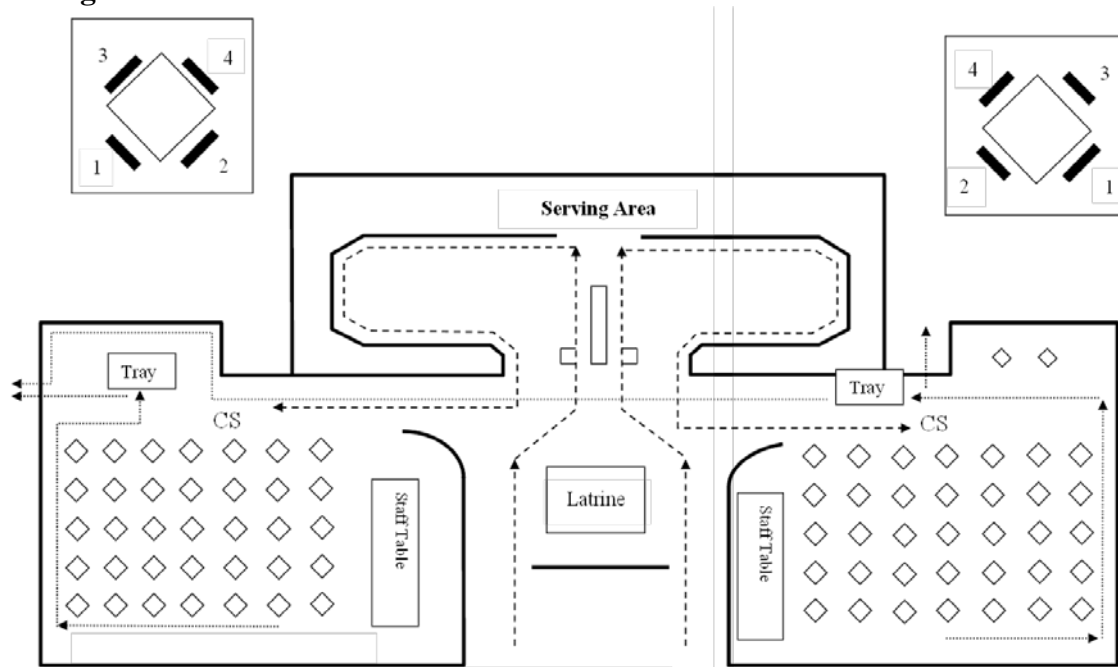 3
4
1
2
4
3
2
1
Serving Area
Tray
Tray
CS
CS
Latrine
Staff Table
Staff Table